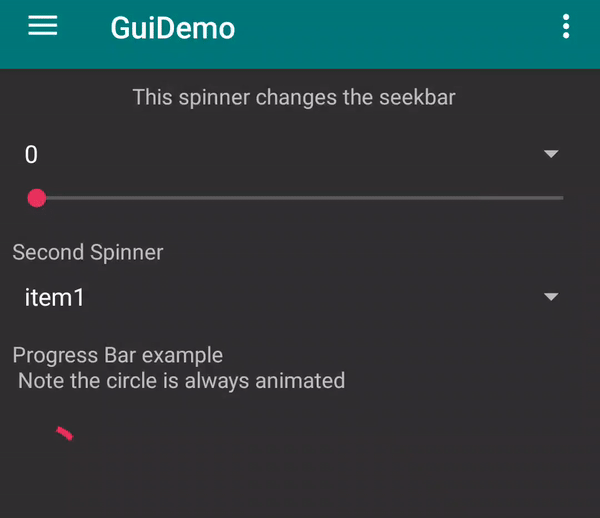 GuiDemo
This spinner changes the seekbar
0
Second Spinner
item1
Progress Bar example
Note the circle is always animated